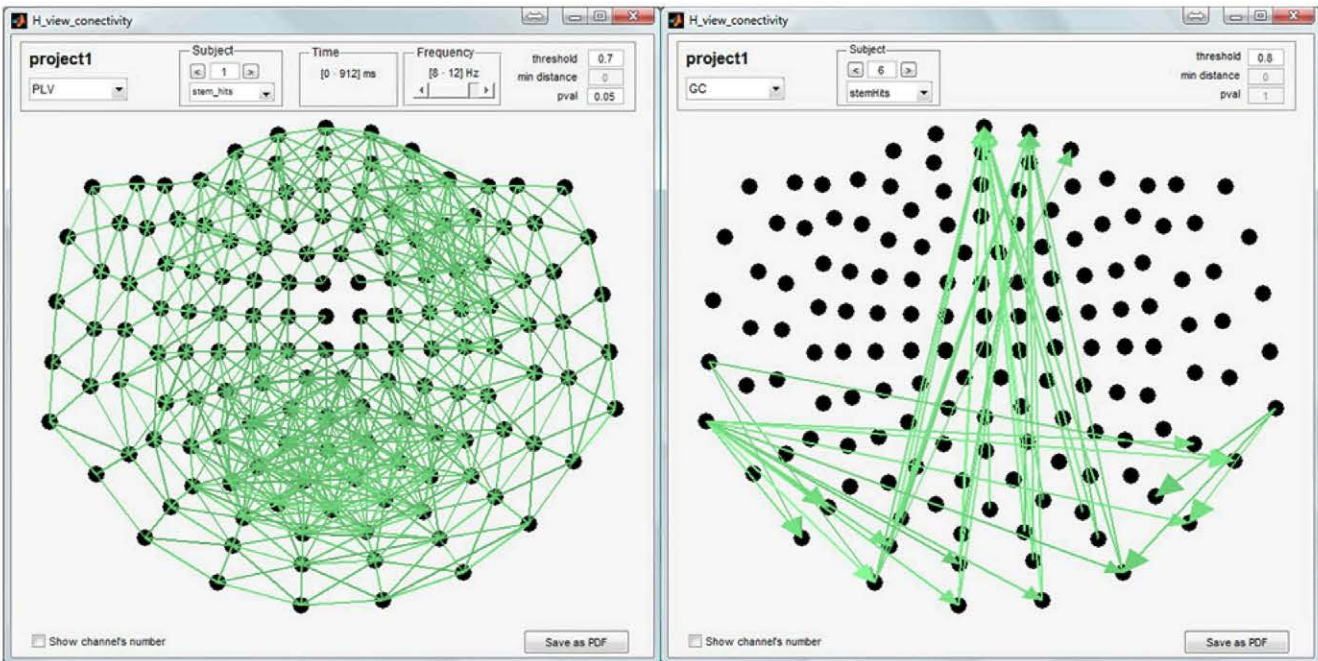 H_view_conectivity
project1
PLV
Subject
< 1 >
stem_hits
Time
[0 - 912] ms
Frequency
[8 - 12] Hz
threshold 0.7
min distance 0
pval 0.05
Show channel's number
Save as PDF
H_view_conectivity
project1
GC
Subject
< 6 >
stemHits
threshold 0.8
min distance 0
pval 1
Show channel's number
Save as PDF